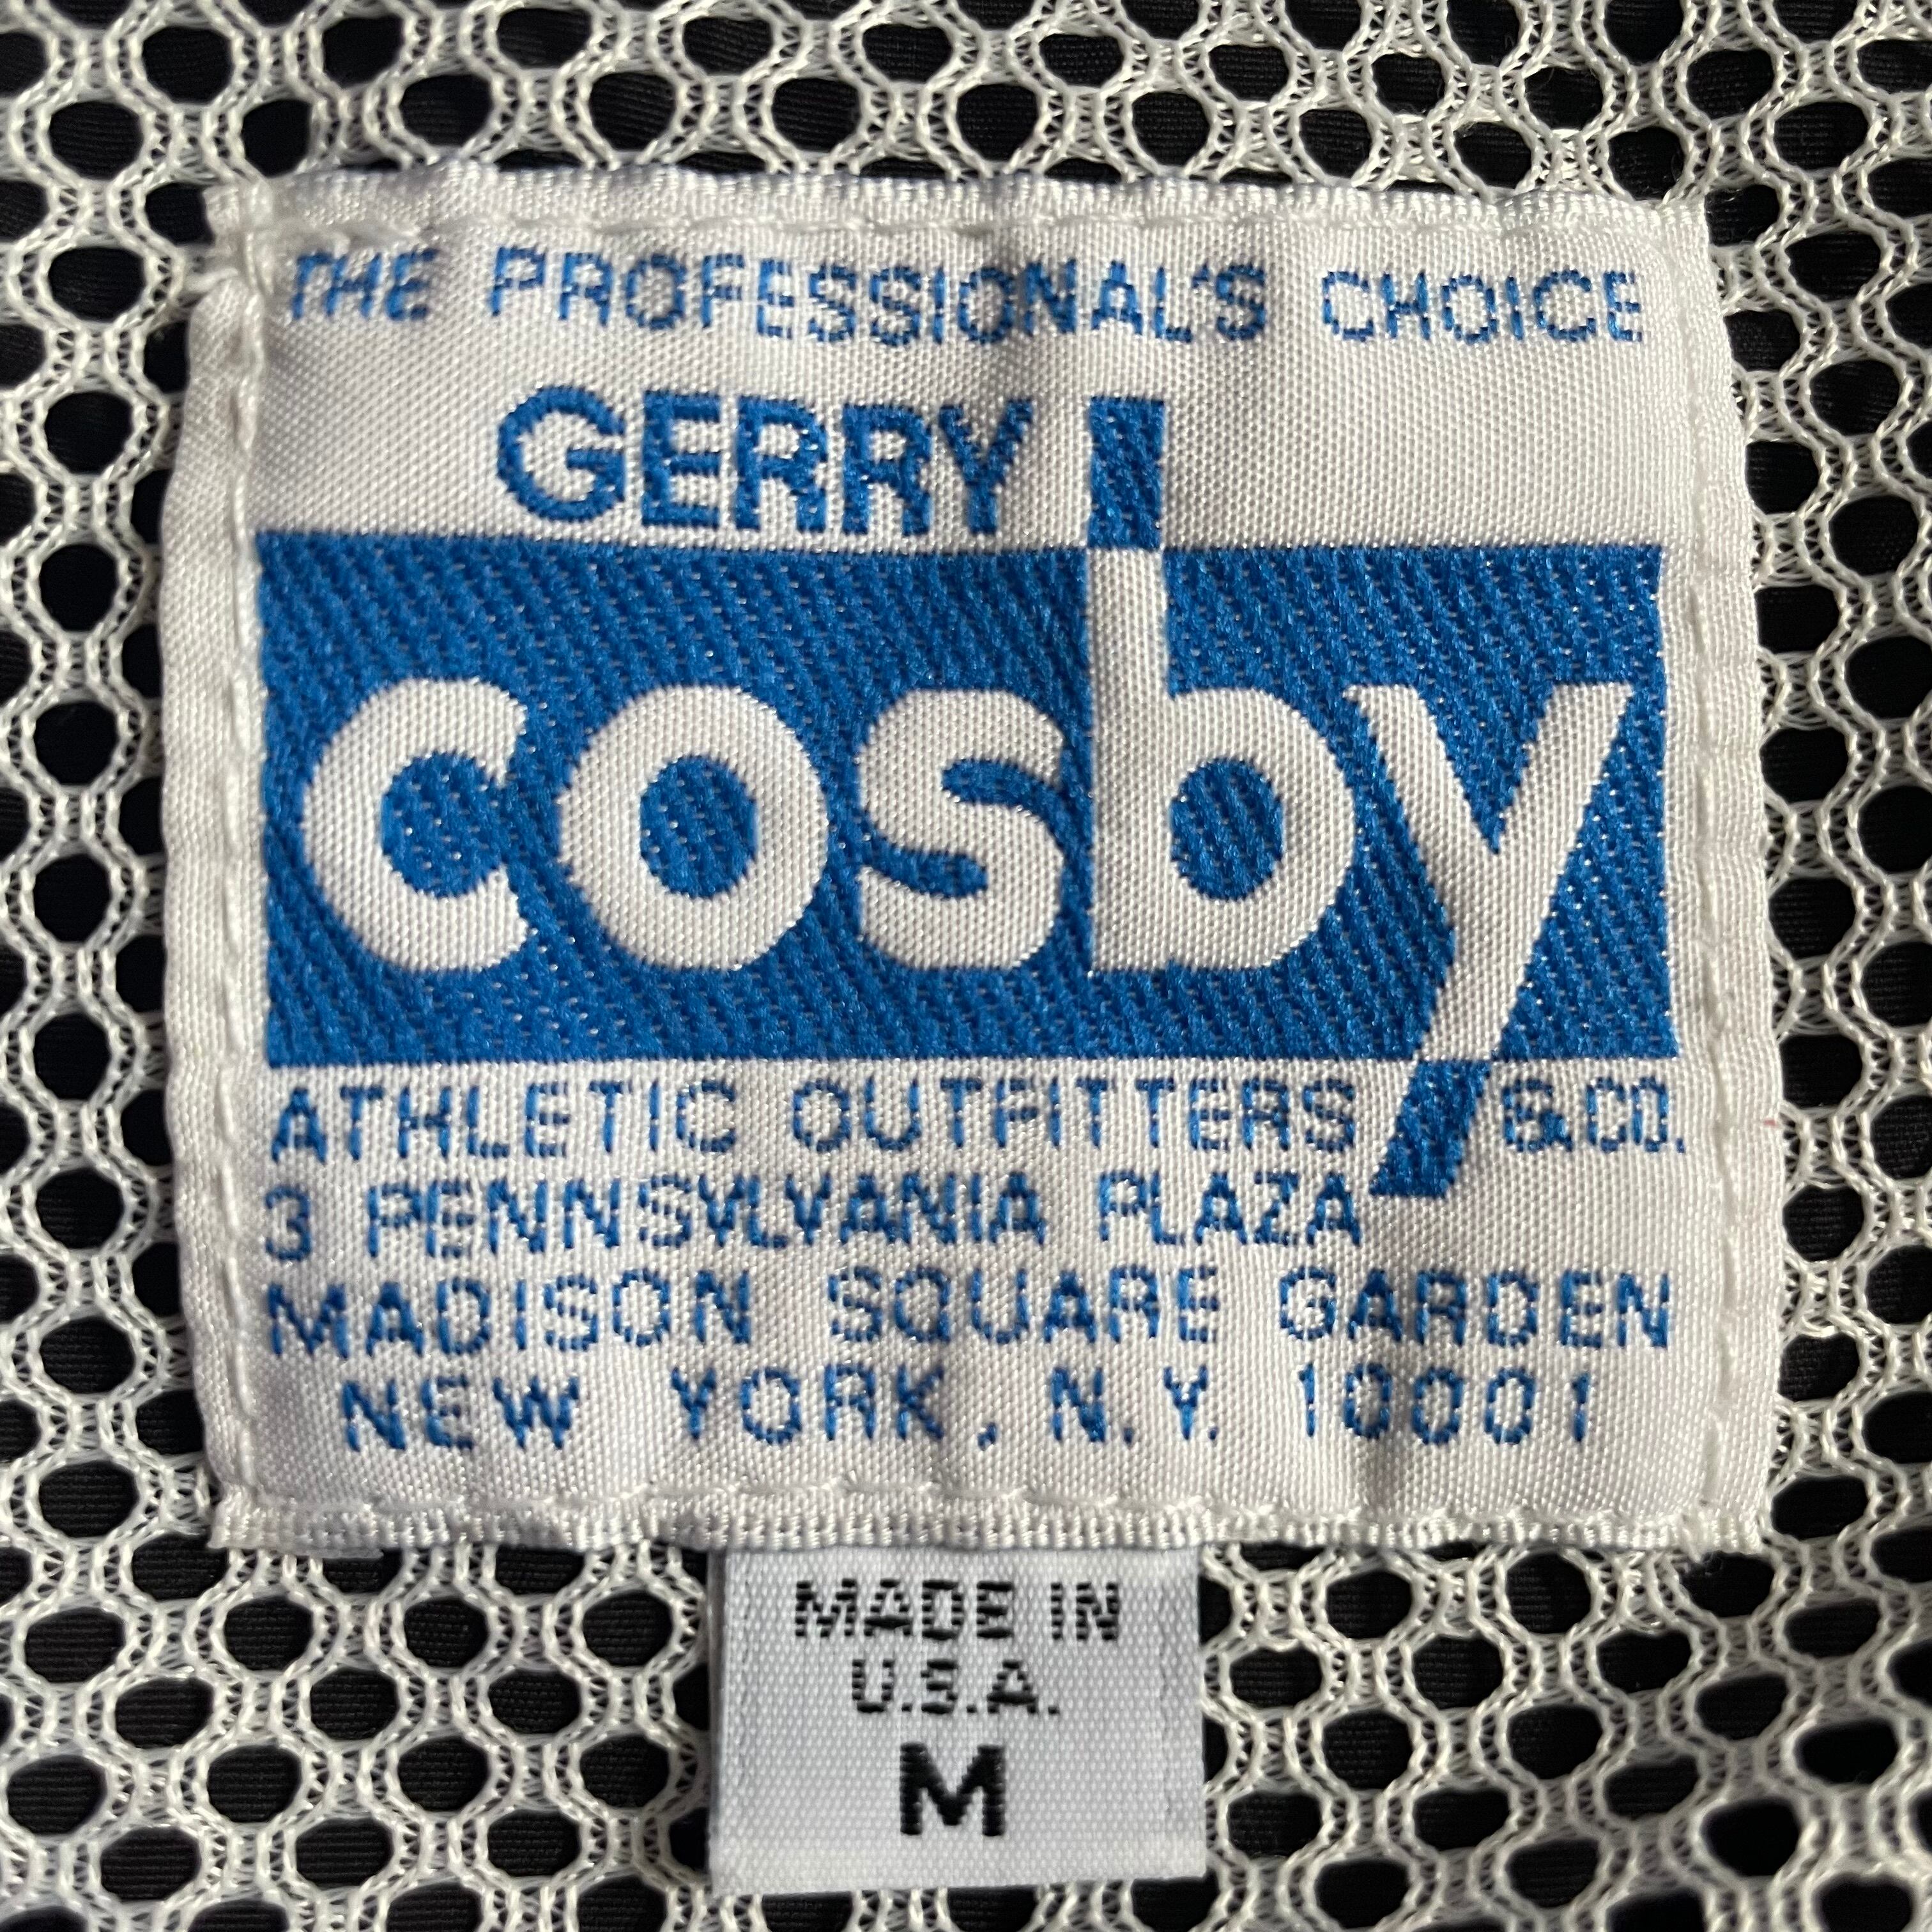 THE PROFESSIONAL'S CHOICE
GERRY
cosby
ATHLETIC OUTFITTERS & CO.
3 PENNSYLVANIA PLAZA
MADISON SQUARE GARDEN
NEW YORK, N.Y. 10001
MADE IN
U.S.A.
M